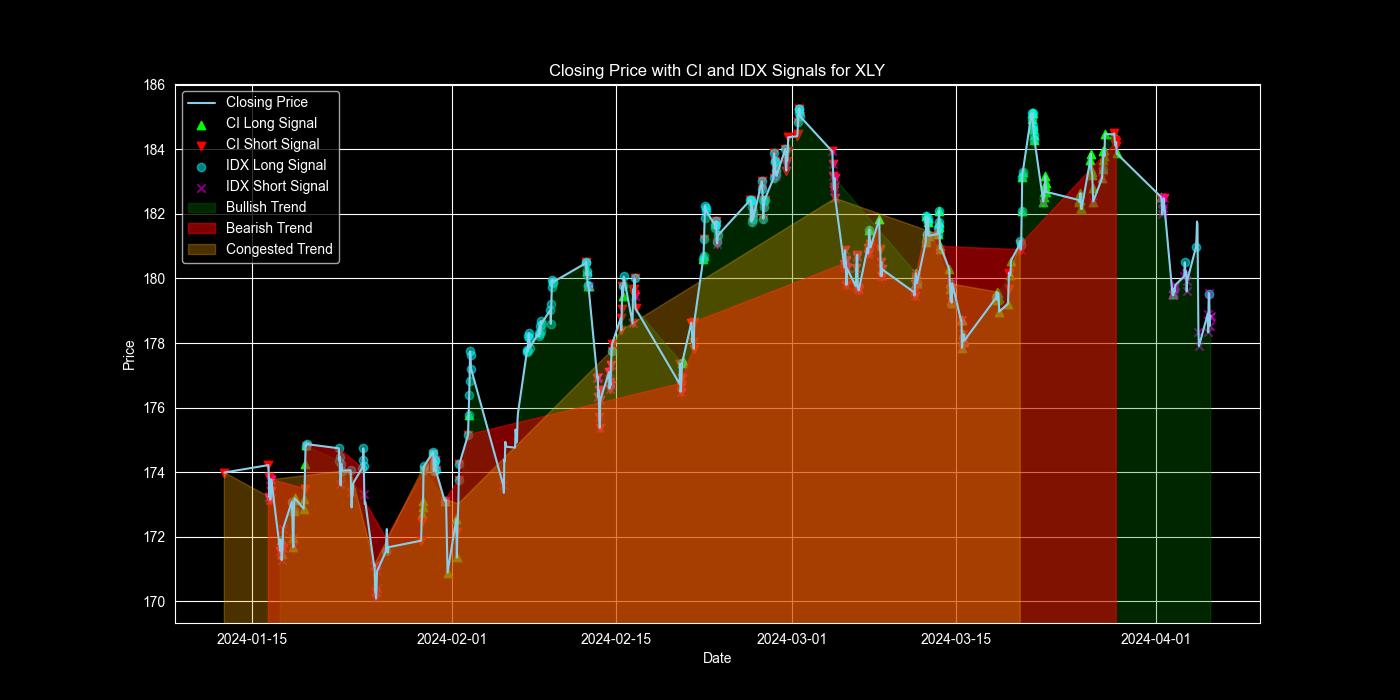 Closing Price with CI and IDX Signals for XLY
186
184
182
180
178
176
174
172
170
Price
Closing Price
CI Long Signal
CI Short Signal
IDX Long Signal
IDX Short Signal
Bullish Trend
Bearish Trend
Congested Trend
2024-01-15
2024-02-01
2024-02-15
2024-03-01
2024-03-15
2024-04-01
Date